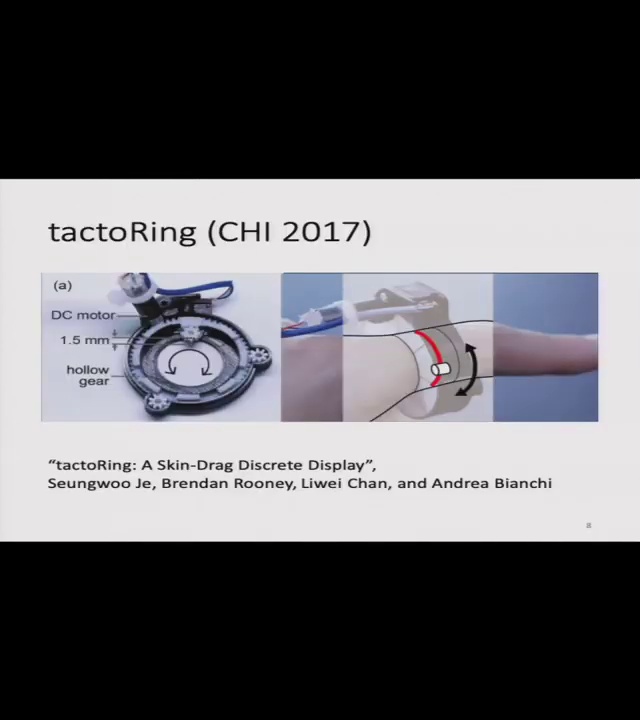 tactoRing (CHI 2017)
(a)
DC motor
1.5 mm
hollow
gear
“tactoRing: A Skin-Drag Discrete Display”,
Seungwoo Je, Brendan Rooney, Liwei Chan, and Andrea Bianchi
8